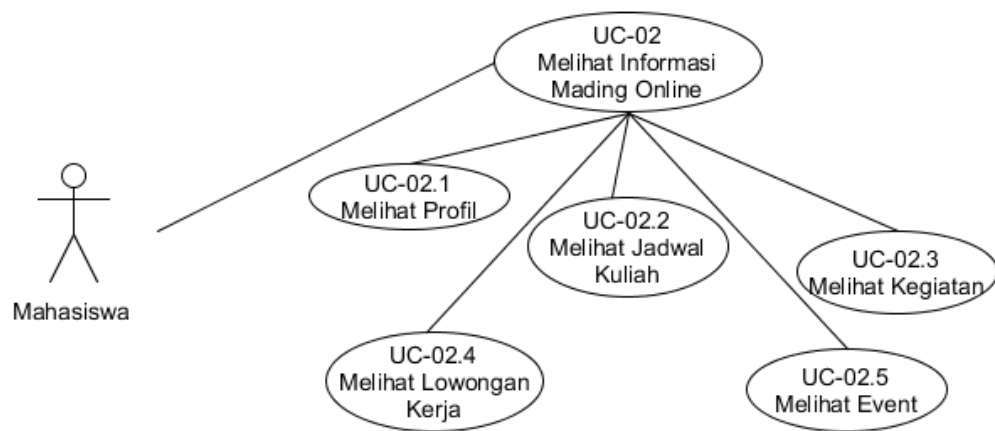 UC-02
Melihat Informasi
Mading Online
UC-02.1
Melihat Profil
UC-02.2
Melihat Jadwal
Kuliah
UC-02.3
Melihat Kegiatan
Mahasiswa
UC-02.4
Melihat Lowongan
Kerja
UC-02.5
Melihat Event